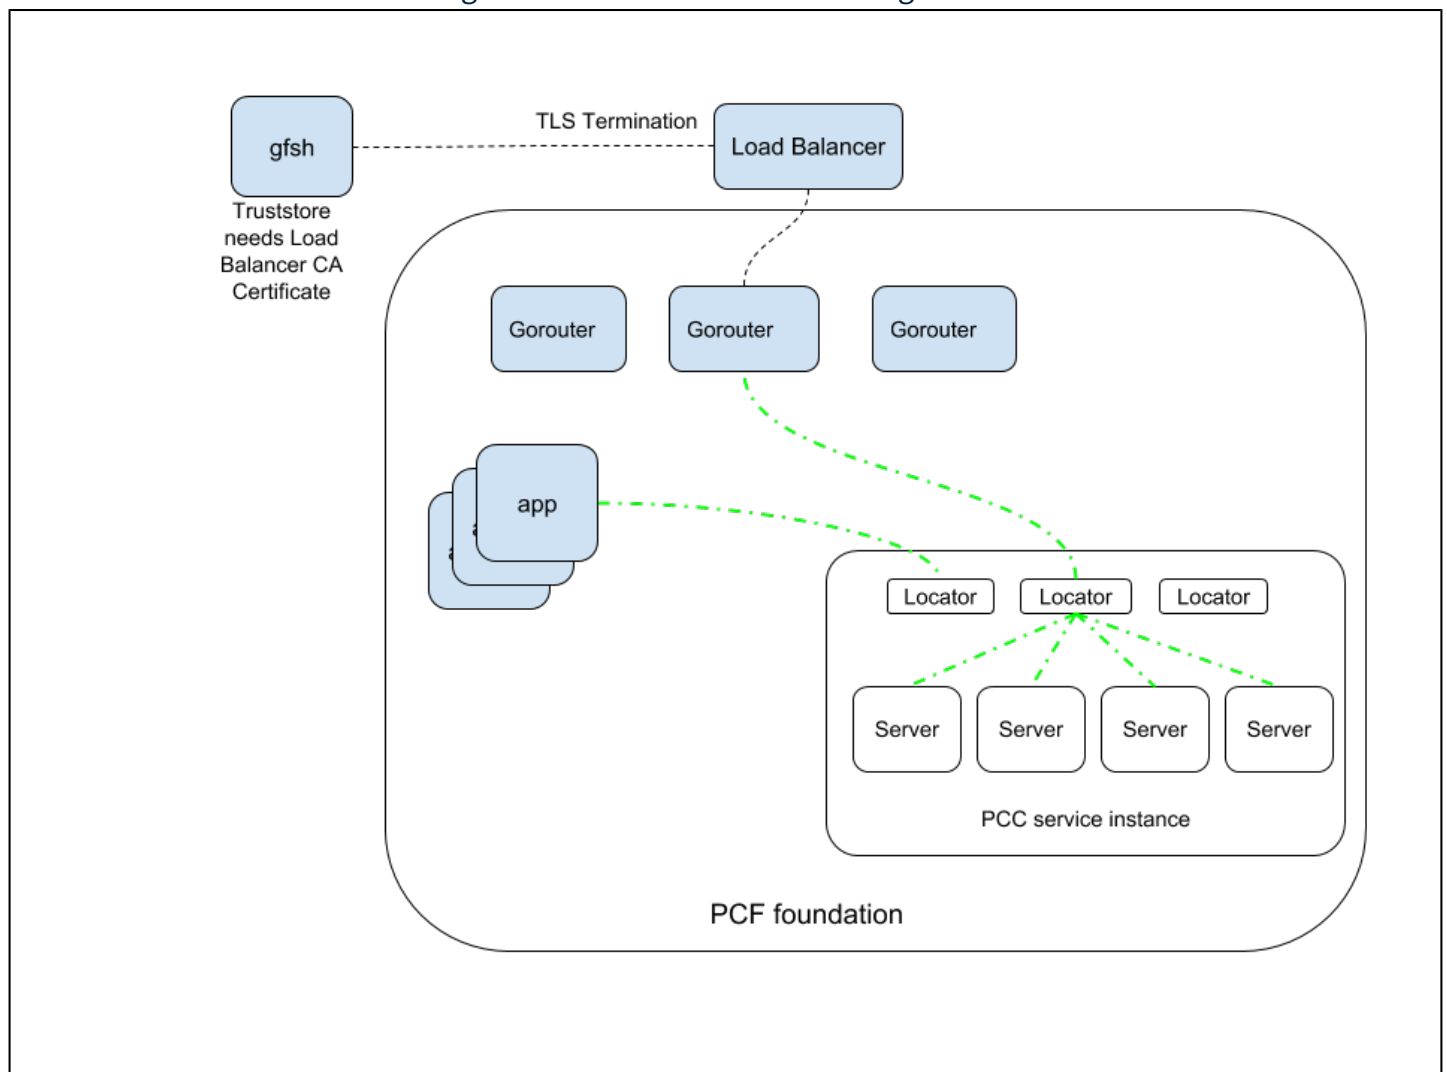 TLS Termination
gfsh
Load Balancer
Truststore
needs Load
Balancer CA
Certificate
Gorouter
Gorouter
Gorouter
app
Locator
Locator
Locator
Server
Server
Server
Server
PCC service instance
PCF foundation